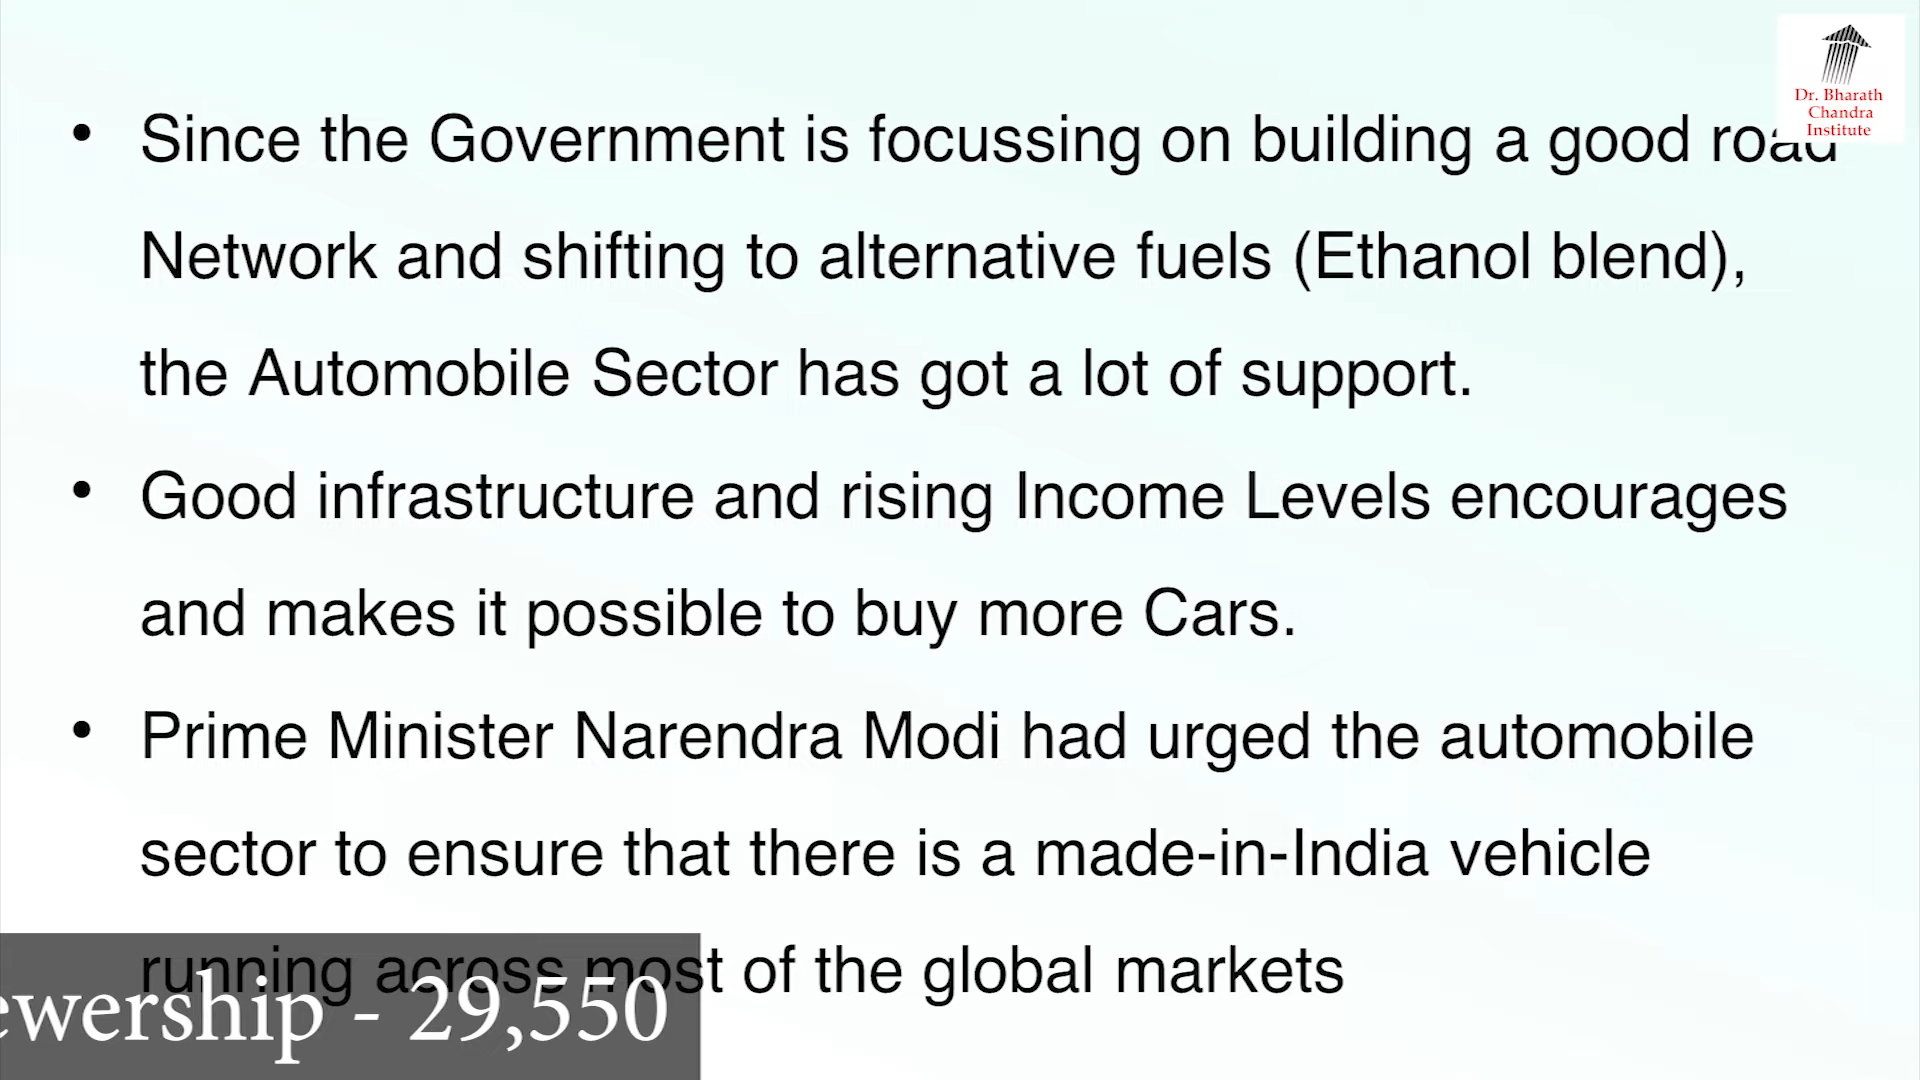 Dr. Bharath
Chandra
Institute
• Since the Government is focussing on building a good road
Network and shifting to alternative fuels (Ethanol blend),
the Automobile Sector has got a lot of support.
• Good infrastructure and rising Income Levels encourages
and makes it possible to buy more Cars.
• Prime Minister Narendra Modi had urged the automobile
sector to ensure that there is a made-in-India vehicle
running across most of the global markets
ewership - 29,550